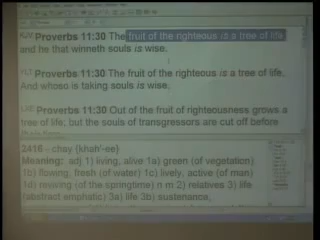 KJV Proverbs 11:30 The fruit of the righteous is a tree of life;
and he that winneth souls is wise.
YLT Proverbs 11:30 The fruit of the righteous is a tree of life,
And whoso is taking souls is wise.
Proverbs 11:30 Out of the fruit of righteousness grows a
tree of life, but the souls of transgressors are cut off before
2416 - chay {khah'-ee}
Meaning: adj 1) living, alive 1a) green (of vegetation)
1b) flowing, fresh (of water) 1c) lively, active (of man)
1d) reviving (of the springtime) n m 2) relatives 3) life
(abstract emphatic) 3a) life 3b) sustenance,